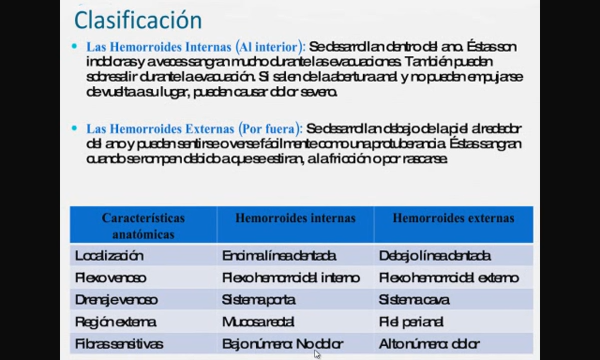 Clasificación
Las Hemorroides Internas (Al interior): Se desarrollan dentro del ano. Éstas son
indoloras y a veces sangran mucho durante las evacuaciones. También pueden
sobresalir durante la evacuación. Si salen de la abertura anal y no pueden empujarse
de vuelta a su lugar, pueden causar dolor severo.
Las Hemorroides Externas (Por fuera): Se desarrollan debajo de la piel alrededor
del ano y pueden sentirse o verse fácilmente como una protuberancia. Éstas sangran
cuando se rompen debido a que se estiran, a la fricción o por rascarse.
Características anatómicas Hemorroides internas Hemorroides externas
Localización Encima línea dentada Debajo línea dentada
Plexo venoso Plexo hemorroidal interno Plexo hemorroidal externo
Drenaje venoso Sistema porta Sistema cava
Región externa Mucosa rectal Piel perianal
Fibras sensitivas Bajo número: No dolor Alto número: dolor